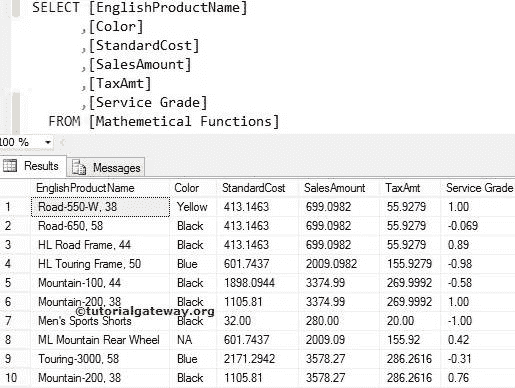 SELECT [EnglishProductName]
,[Color]
,[StandardCost]
,[SalesAmount]
,[TaxAmt]
,[Service Grade]
FROM [Mathemetical Functions]
100 %
Results Messages
EnglishProductName Color StandardCost SalesAmount TaxAmt Service Grade
1 Road-550-W, 38 Yellow 413.1463 699.0982 55.9279 1.00
2 Road-650, 58 Black 413.1463 699.0982 55.9279 -0.069
3 HL Road Frame, 44 Black 413.1463 699.0982 55.9279 0.89
4 HL Touring Frame, 50 Blue 601.7437 2009.0982 155.9279 -0.98
5 Mountain-100, 44 Black 1898.0944 3374.99 269.9992 -0.58
6 Mountain-200, 38 Black 1105.81 3374.99 269.9992 1.00
©tutorialgateway.org
7 Men's Sports Shorts Black 32.00 280.00 20.00 -1.00
8 ML Mountain Rear Wheel NA 601.7437 2009.09 155.92 0.42
9 Touring-3000, 58 Blue 2171.2942 3578.27 286.2616 -0.31
10 Mountain-200, 38 Black 1105.81 3578.27 286.2616 0.76